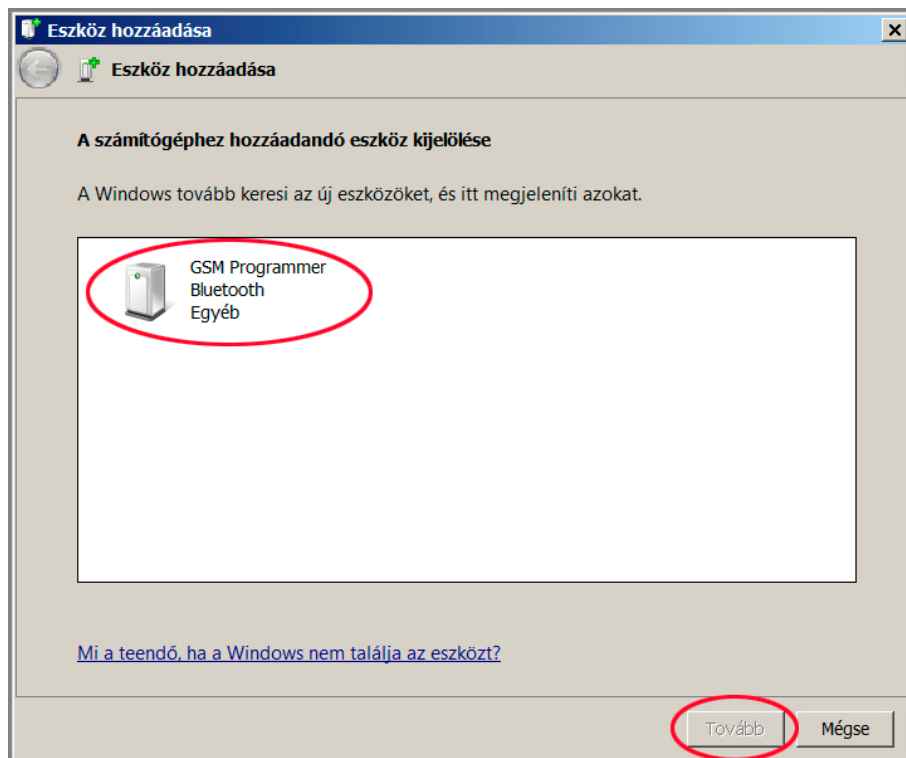 Eszköz hozzáadása
Eszköz hozzáadása
A számítógéphez hozzáadandó eszköz kijelölése
A Windows tovább keresi az új eszközöket, és itt megjeleníti azokat.
GSM Programmer
Bluetooth
Egyéb
Mi a teendő, ha a Windows nem találja az eszközt?
Tovább
Mégse